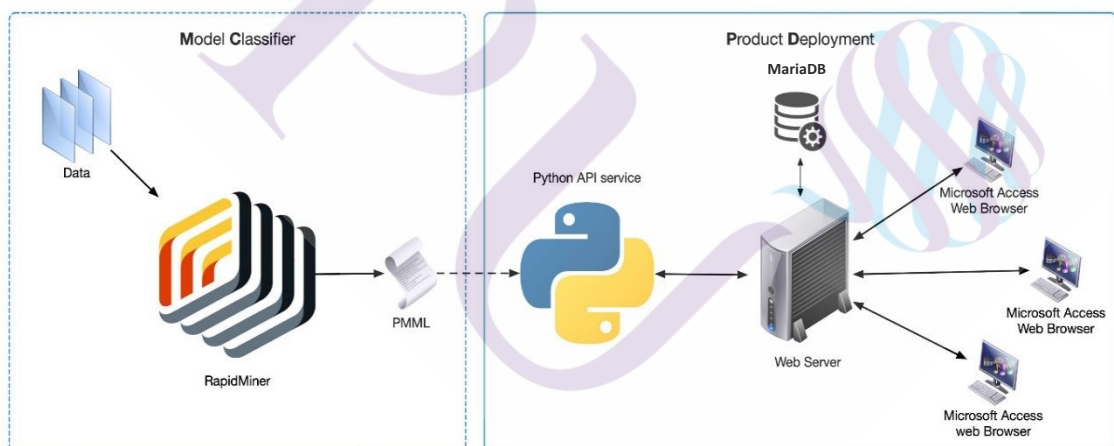 Model Classifier
Data
RapidMiner
PMML
Product Deployment
MariaDB
Python API service
Web Server
Microsoft Access
Web Browser
Microsoft Access
Web Browser
Microsoft Access
web Browser